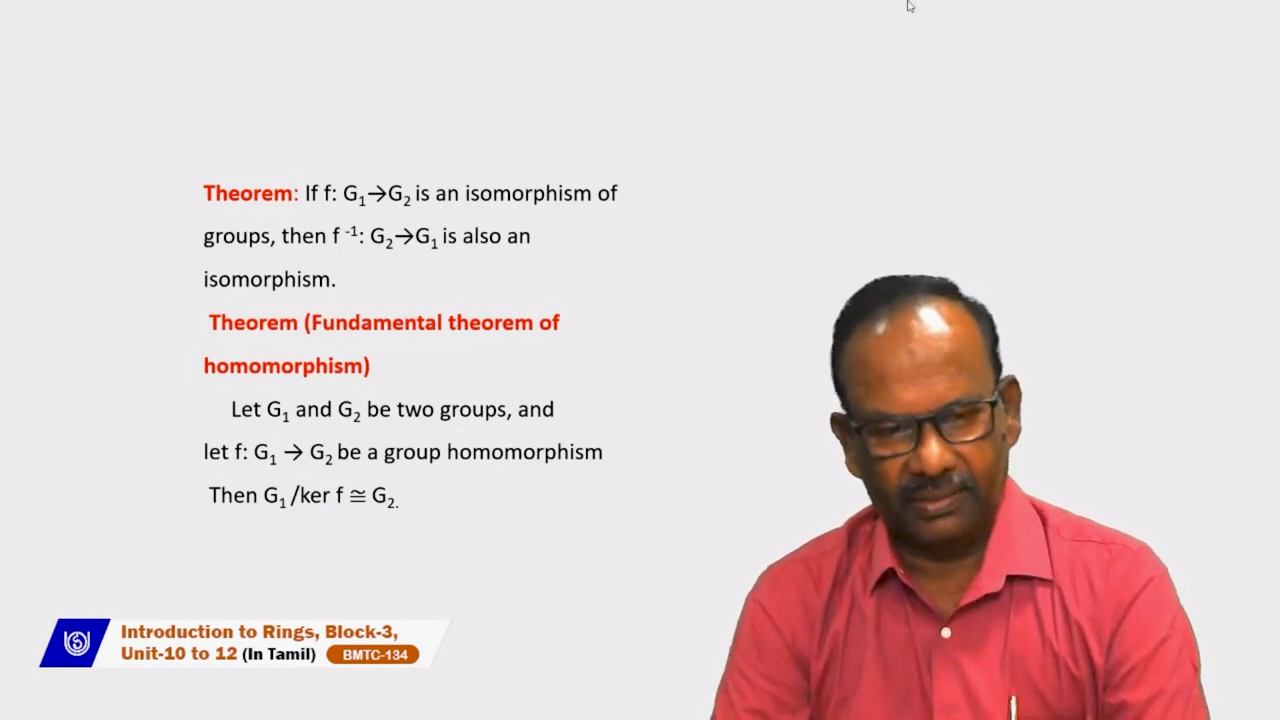 Theorem: If f: G₁→G₂ is an isomorphism of
groups, then f ⁻¹: G₂→G₁ is also an
isomorphism.
Theorem (Fundamental theorem of
homomorphism)
Let G₁ and G₂ be two groups, and
let f: G₁ → G₂ be a group homomorphism
Then G₁ /ker f ≅ G₂.
Introduction to Rings, Block-3,
Unit-10 to 12 (In Tamil) BMTC-134